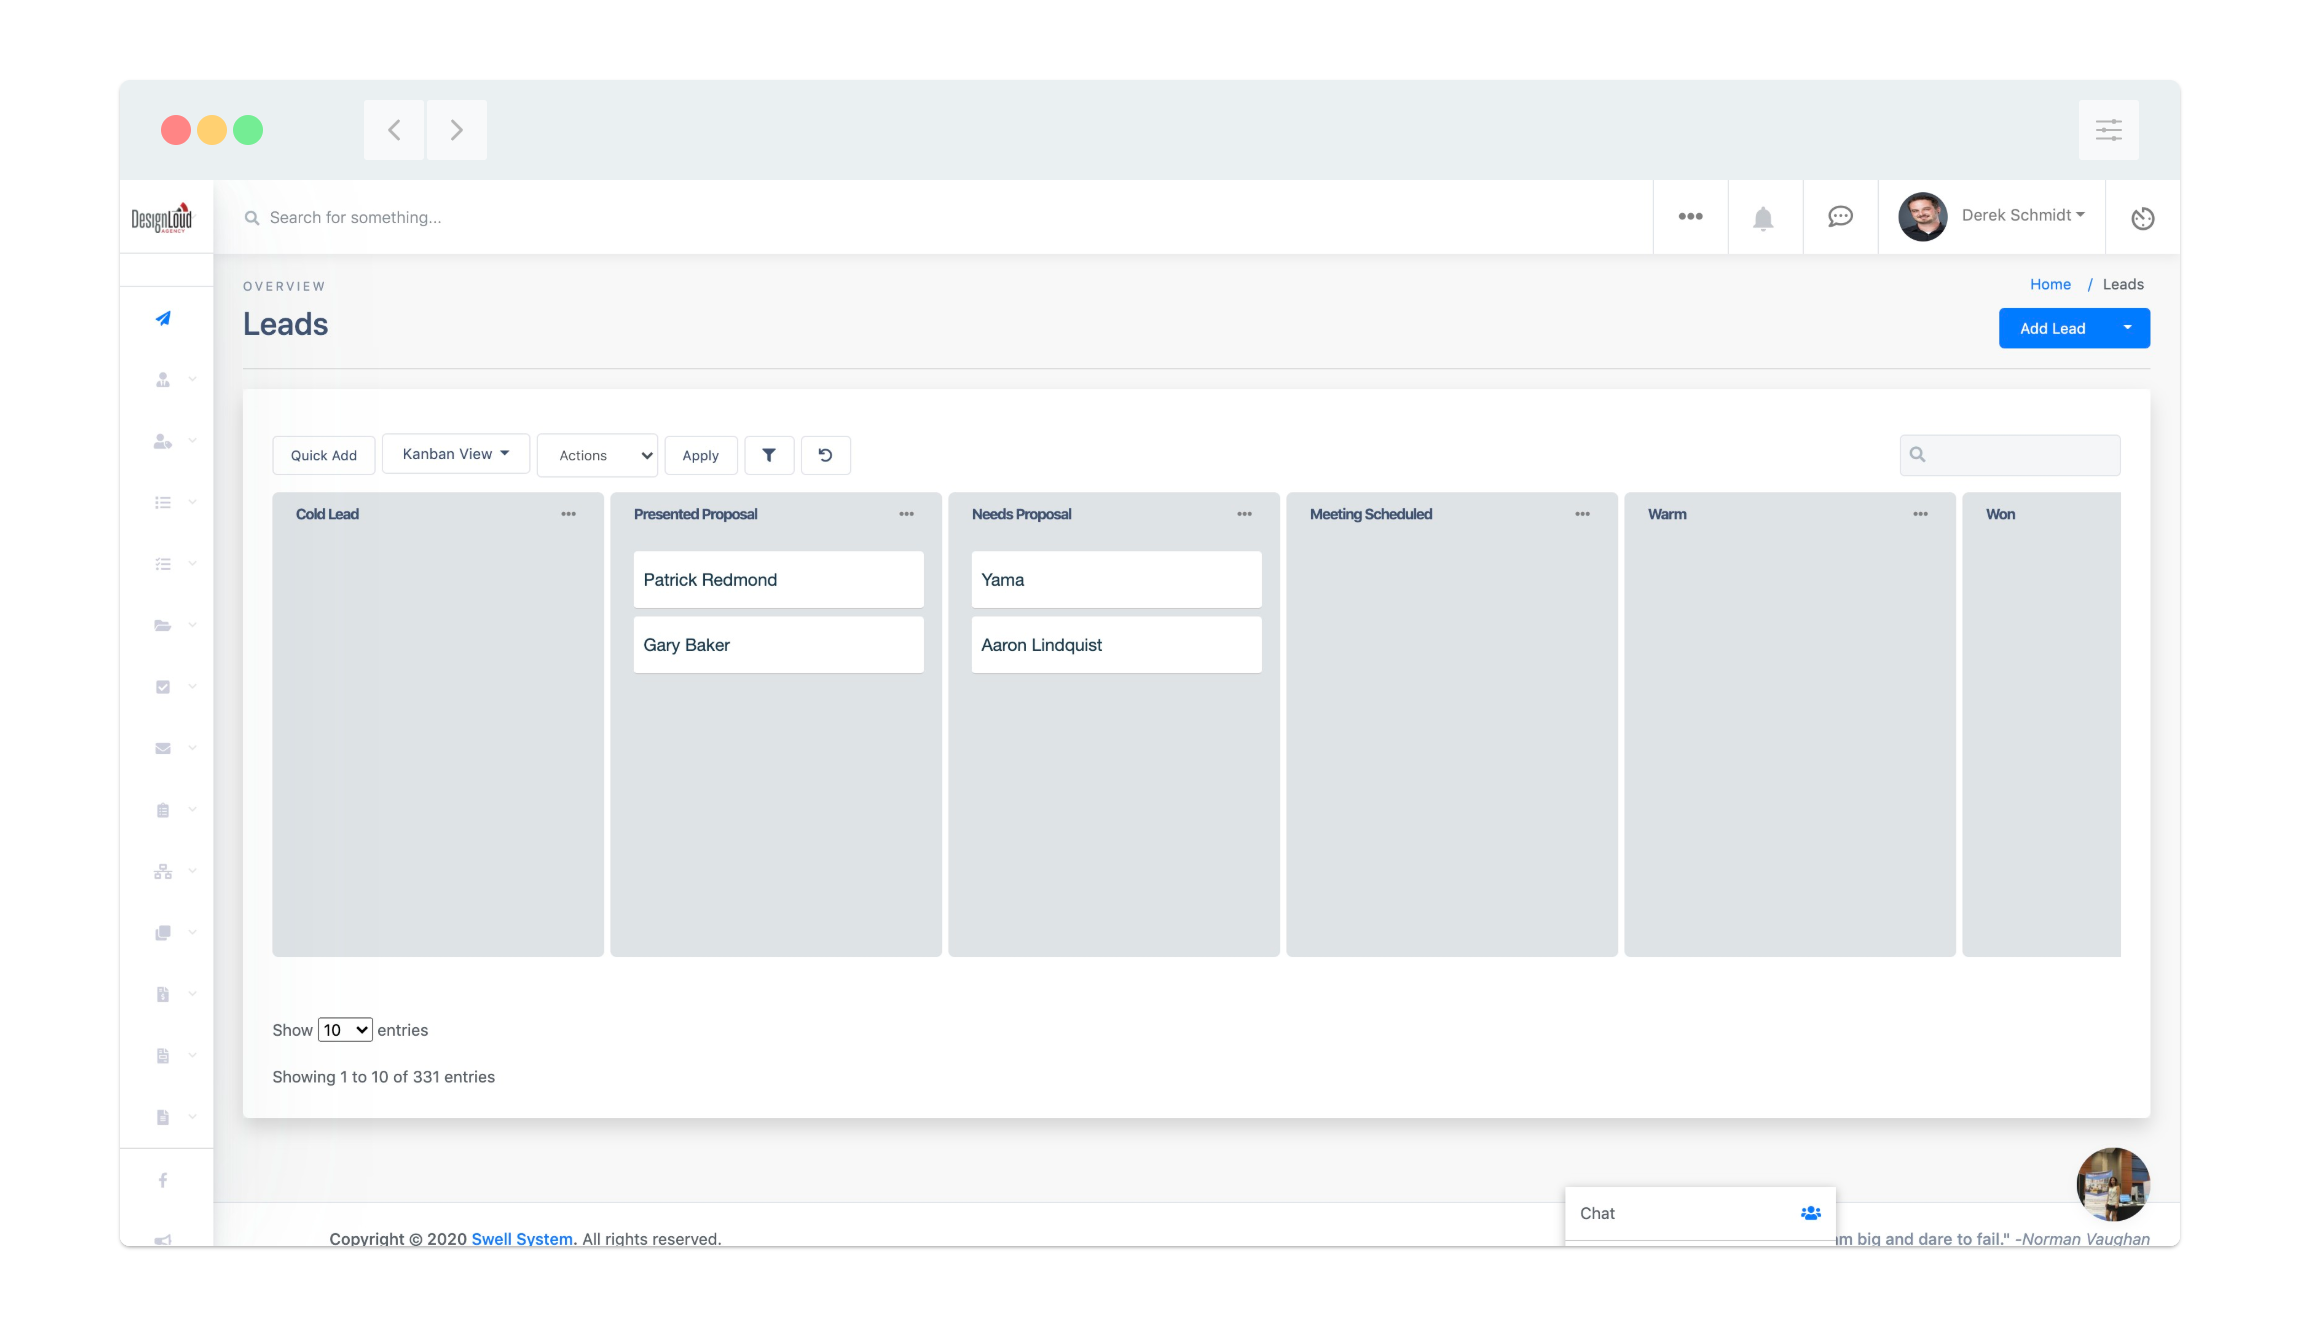 DesignLoud
AGENCY
Search for something...
Derek Schmidt
OVERVIEW
Home / Leads
Leads
Add Lead
Quick Add
Kanban View
Actions
Apply
Cold Lead
Presented Proposal
Needs Proposal
Meeting Scheduled
Warm
Won
Patrick Redmond
Yama
Gary Baker
Aaron Lindquist
Show 10 entries
Showing 1 to 10 of 331 entries
Chat
Copyright © 2020 Swell System. All rights reserved.
big and dare to fail." -Norman Vaughan